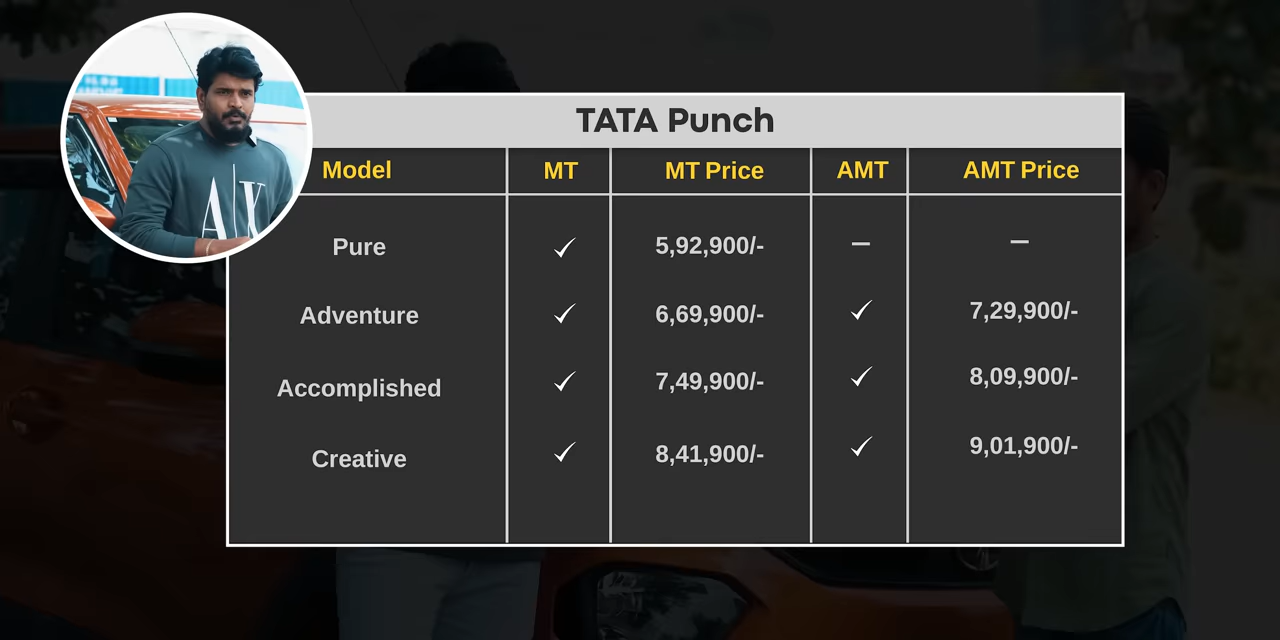 TATA Punch
Model MT MT Price AMT AMT Price
Pure ✓ 5,92,900/- – –
Adventure ✓ 6,69,900/- ✓ 7,29,900/-
Accomplished ✓ 7,49,900/- ✓ 8,09,900/-
Creative ✓ 8,41,900/- ✓ 9,01,900/-
A|X